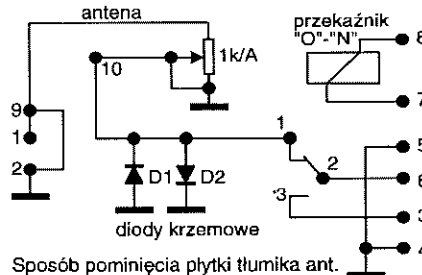 antena
przekaźnik
"O"-"N"
8
1k/A
10
7
9
1
1
5
2
2
6
D1
D2
*3
3
diody krzemowe
4
Sposób pominięcia płytki tłumika ant.